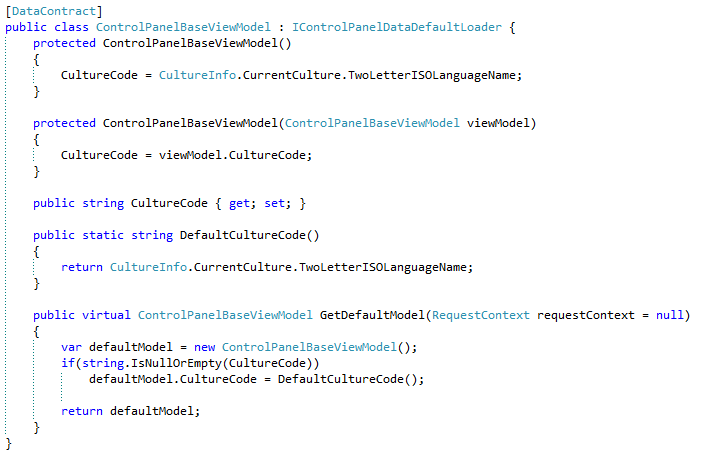 [DataContract]
public class ControlPanelBaseViewModel : IControlPanelDataDefaultLoader {
    protected ControlPanelBaseViewModel()
    {
        CultureCode = CultureInfo.CurrentCulture.TwoLetterISOLanguageName;
    }

    protected ControlPanelBaseViewModel(ControlPanelBaseViewModel viewModel)
    {
        CultureCode = viewModel.CultureCode;
    }

    public string CultureCode { get; set; }

    public static string DefaultCultureCode()
    {
        return CultureInfo.CurrentCulture.TwoLetterISOLanguageName;
    }

    public virtual ControlPanelBaseViewModel GetDefaultModel(RequestContext requestContext = null)
    {
        var defaultModel = new ControlPanelBaseViewModel();
        if(string.IsNullOrEmpty(CultureCode))
            defaultModel.CultureCode = DefaultCultureCode();

        return defaultModel;
    }
}